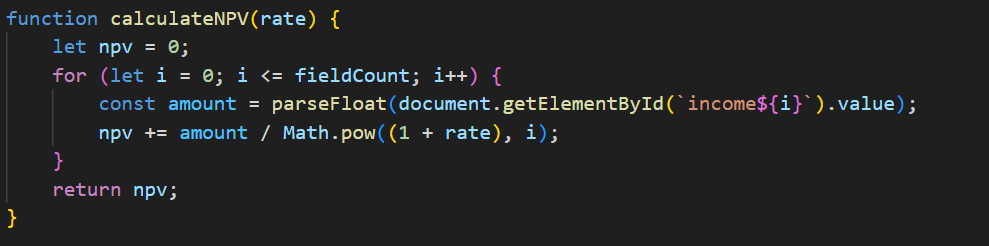 function calculateNPV(rate) {
    let npv = 0;
    for (let i = 0; i <= fieldCount; i++) {
        const amount = parseFloat(document.getElementById(`income${i}`).value);
        npv += amount / Math.pow((1 + rate), i);
    }
    return npv;
}